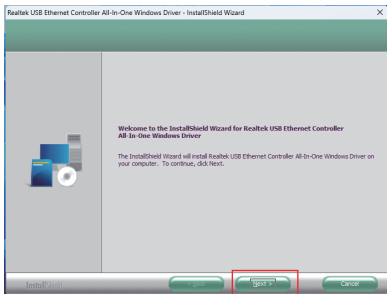 Realtek USB Ethernet Controller All-In-One Windows Driver - InstallShield Wizard
Welcome to the InstallShield Wizard for Realtek USB Ethernet Controller
All-In-One Windows Driver
The InstallShield Wizard will install Realtek USB Ethernet Controller All-In-One Windows Driver on
your computer. To continue, click Next.
InstallShield
< Back
Next >
Cancel